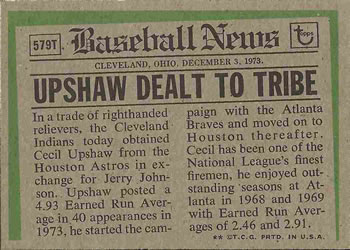 579T.
Baseball News
topps
CLEVELAND, OHIO. DECEMBER 3, 1973.
UPSHAW DEALT TO TRIBE
In a trade of righthanded
relievers, the Cleveland
Indians today obtained
Cecil Upshaw from the
Houston Astros in ex-
change for Jerry Johnson.
Upshaw posted a
4.93 Earned Run Average
in 40 appearances in
1973, he started the cam-
paign with the Atlanta
Braves and moved on to
Houston thereafter.
Cecil has been one of the
National League's finest
firemen, he enjoyed out-
standing seasons at At-
lanta in 1968 and 1969
with Earned Run Aver-
ages of 2.46 and 2.91.
** ©T.C.G. PRTD. IN U.S.A.